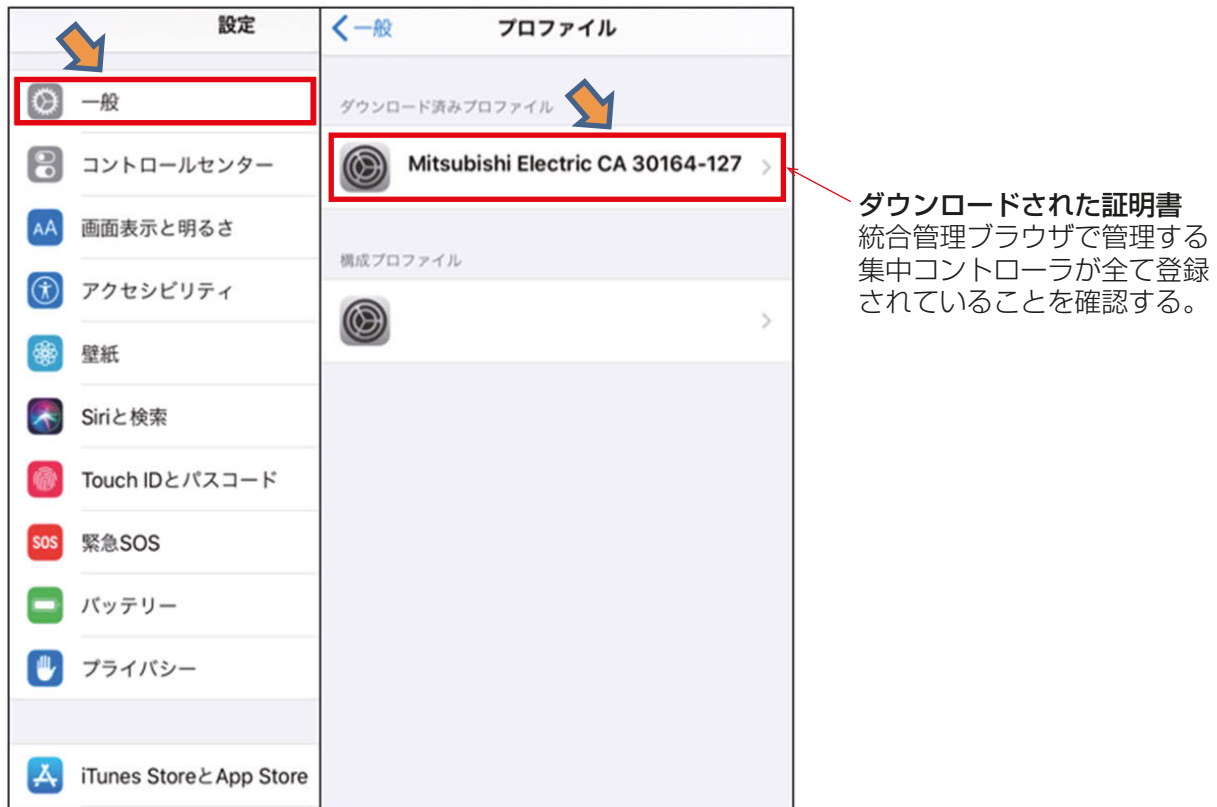 設定
一般
コントロールセンター
AA
画面表示と明るさ
アクセシビリティ
壁紙
Siriと検索
Touch IDとパスコード
SOS
緊急SOS
バッテリー
プライバシー
iTunes StoreとApp Store
一般
プロファイル
ダウンロード済みプロファイル
Mitsubishi Electric CA 30164-127
構成プロファイル
ダウンロードされた証明書
統合管理ブラウザで管理する
集中コントローラが全て登録
されていることを確認する。